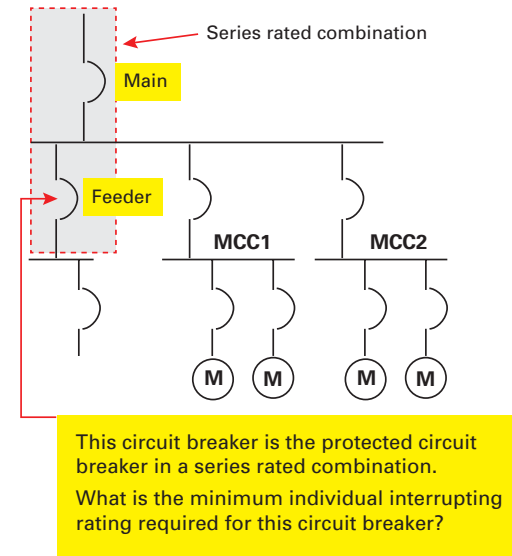 Series rated combination
Main
Feeder
MCC1
MCC2
M
M
M
M
This circuit breaker is the protected circuit
breaker in a series rated combination.
What is the minimum individual interrupting
rating required for this circuit breaker?